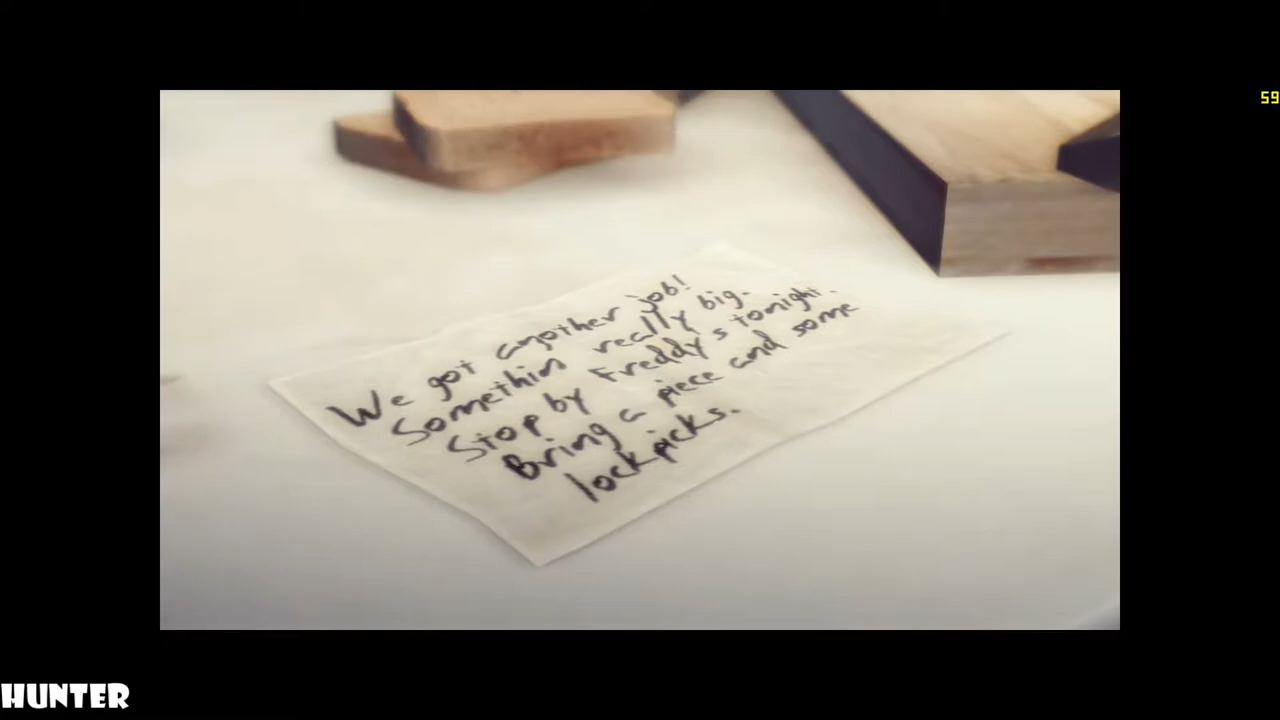 59
We got another job!
Somethin really big.
Stop by Freddy's tonight.
Bring a piece and some
lockpicks.
HUNTER